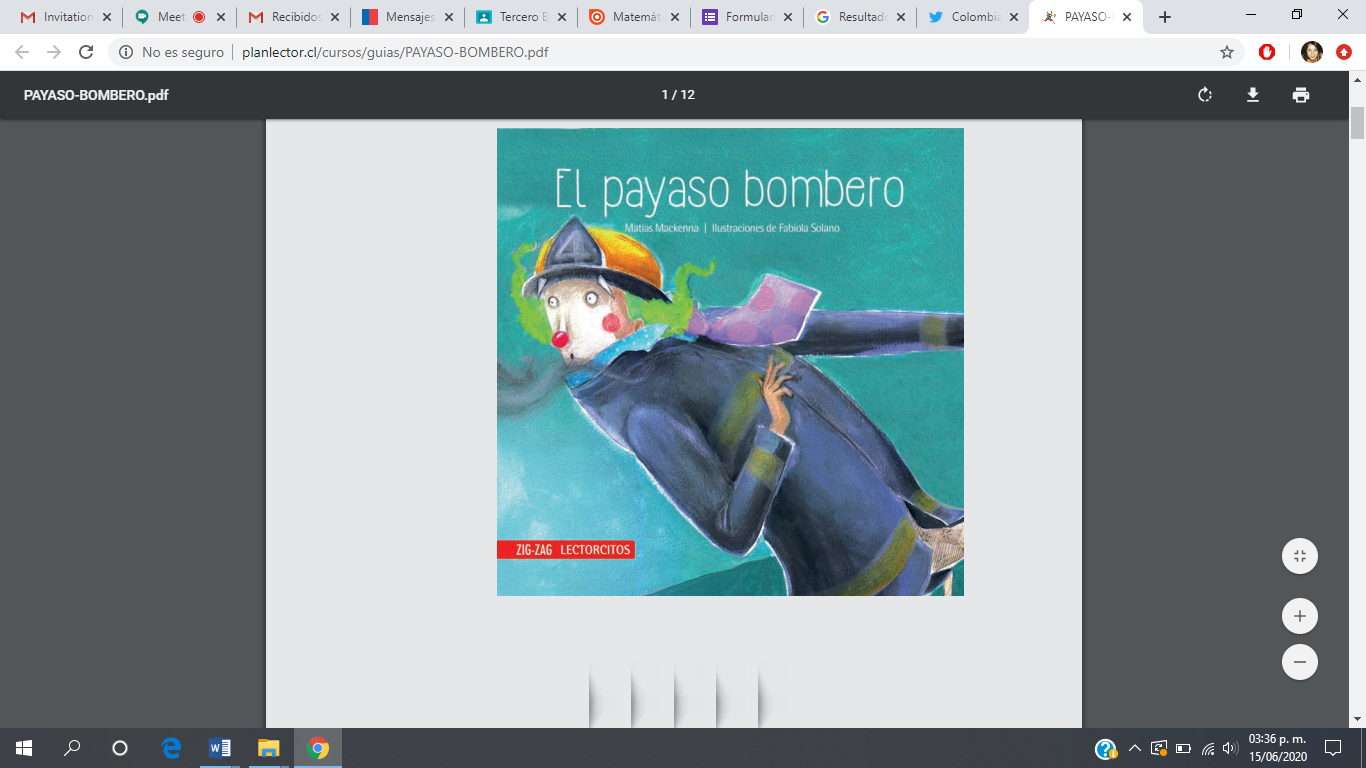 Invitation
Meet
Recibidos
Mensajes
Tercero B
Matemát
Formular
Resultado
Colombia
PAYASO-
No es seguro | planlector.cl/cursos/guias/PAYASO-BOMBERO.pdf
PAYASO-BOMBERO.pdf
1 / 12
El payaso bombero
Matías Mackenna | Ilustraciones de Fabiola Solano
ZIG-ZAG LECTORCITOS
03:36 p. m.
15/06/2020